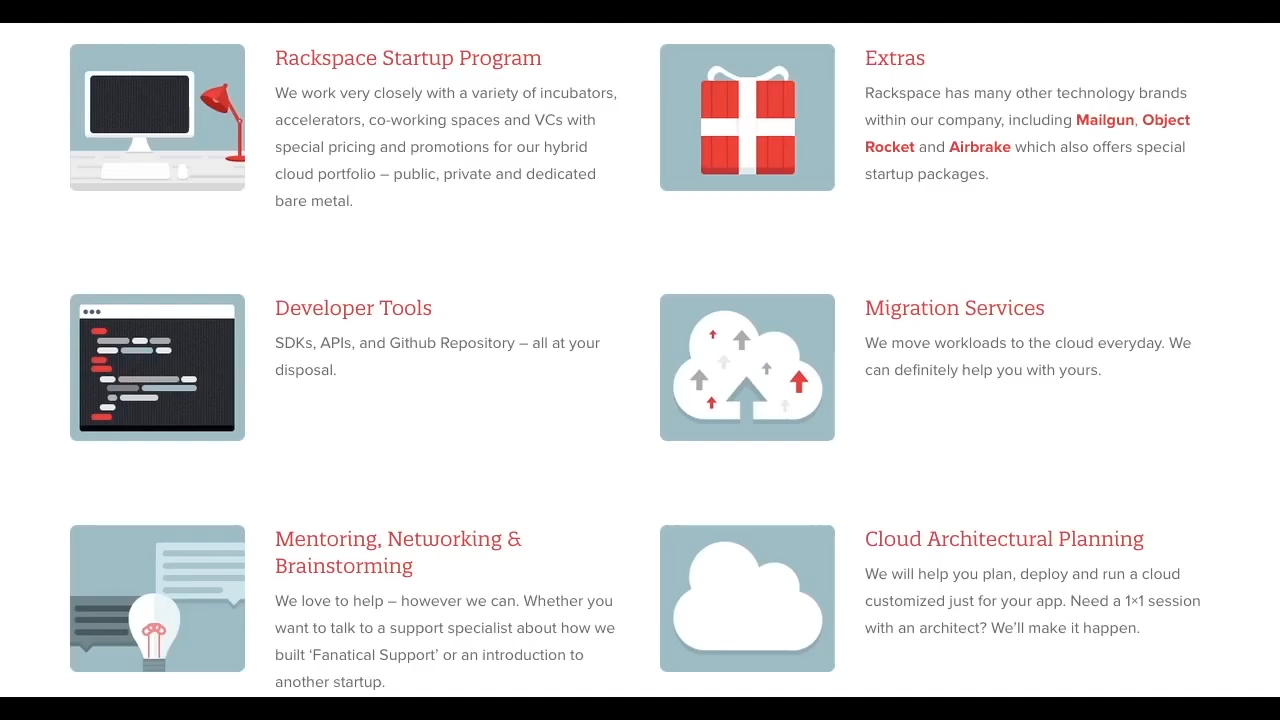 Rackspace Startup Program
We work very closely with a variety of incubators,
accelerators, co-working spaces and VCs with
special pricing and promotions for our hybrid
cloud portfolio – public, private and dedicated
bare metal.
Extras
Rackspace has many other technology brands
within our company, including Mailgun, Object
Rocket and Airbrake which also offers special
startup packages.
Developer Tools
SDKs, APIs, and Github Repository – all at your
disposal.
Migration Services
We move workloads to the cloud everyday. We
can definitely help you with yours.
Mentoring, Networking &
Brainstorming
We love to help – however we can. Whether you
want to talk to a support specialist about how we
built ‘Fanatical Support’ or an introduction to
another startup.
Cloud Architectural Planning
We will help you plan, deploy and run a cloud
customized just for your app. Need a 1×1 session
with an architect? We’ll make it happen.